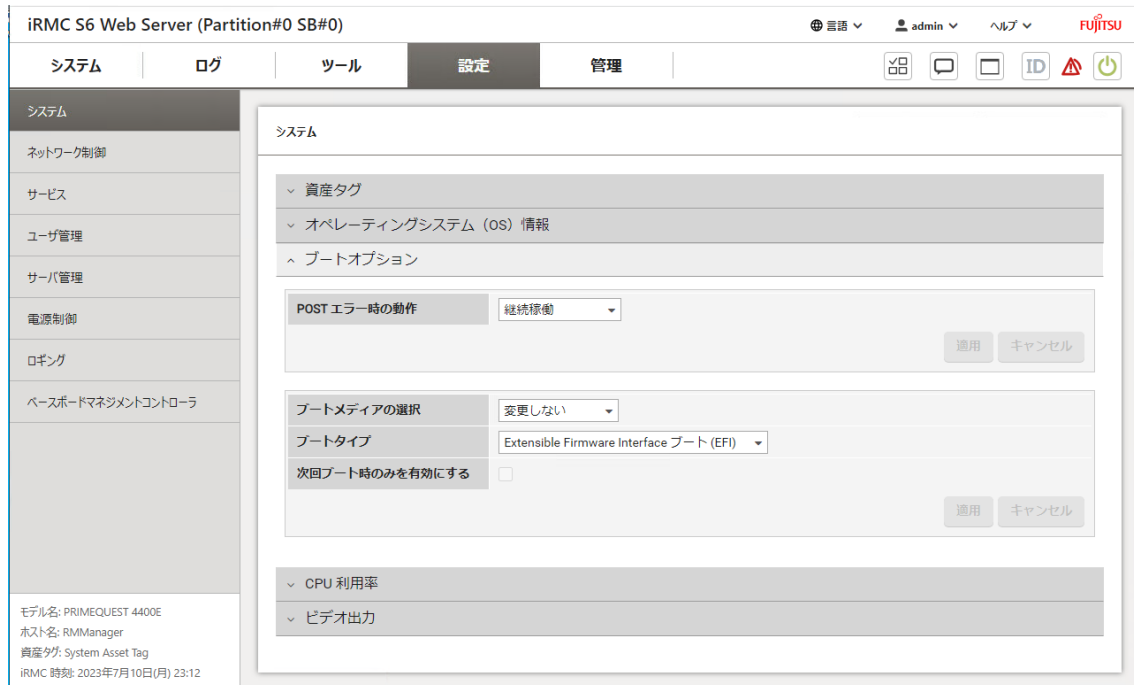 iRMC S6 Web Server (Partition#0 SB#0)
言語
admin
ヘルプ
FUJITSU
システム
ログ
ツール
設定
管理
ID
システム
ネットワーク制御
サービス
ユーザ管理
サーバ管理
電源制御
ロギング
ベースボードマネジメントコントローラ
モデル名: PRIMEQUEST 4400E
ホスト名: RMManager
資産タグ: System Asset Tag
iRMC 時刻: 2023年7月10日(月) 23:12
システム
資産タグ
オペレーティングシステム（OS）情報
ブートオプション
POST エラー時の動作
継続稼働
適用
キャンセル
ブートメディアの選択
変更しない
ブートタイプ
Extensible Firmware Interface ブート (EFI)
次回ブート時のみを有効にする
適用
キャンセル
CPU 利用率
ビデオ出力